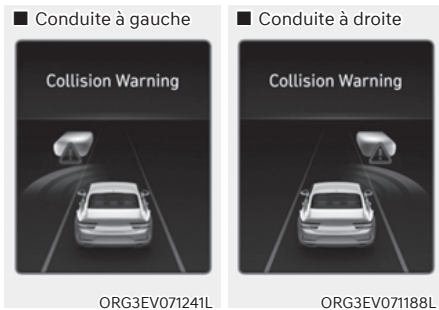 ■ Conduite à gauche
Collision Warning
ORG3EV071241L
■ Conduite à droite
Collision Warning
ORG3EV071188L